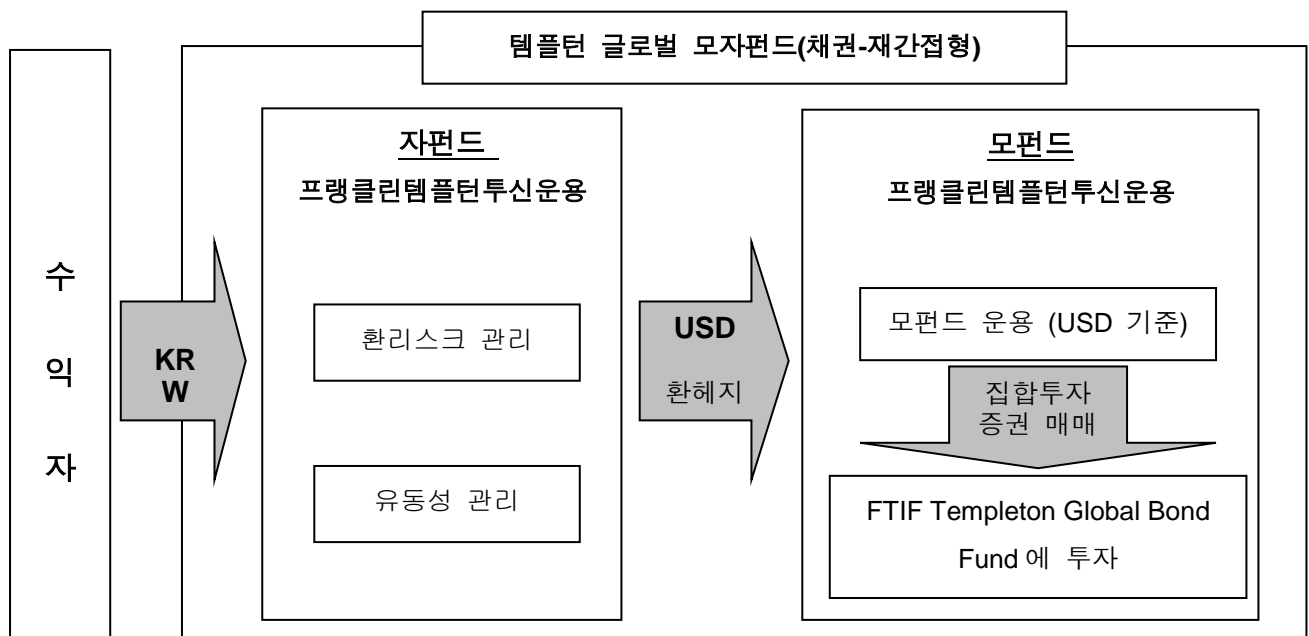 템플턴 글로벌 모자펀드(채권-재간접형)
수
익
자
KR
W
자펀드
프랭클린템플턴투신운용
환리스크 관리
유동성 관리
USD
환헤지
모펀드
프랭클린템플턴투신운용
모펀드 운용 (USD 기준)
집합투자
증권 매매
FTIF Templeton Global Bond
Fund 에 투자